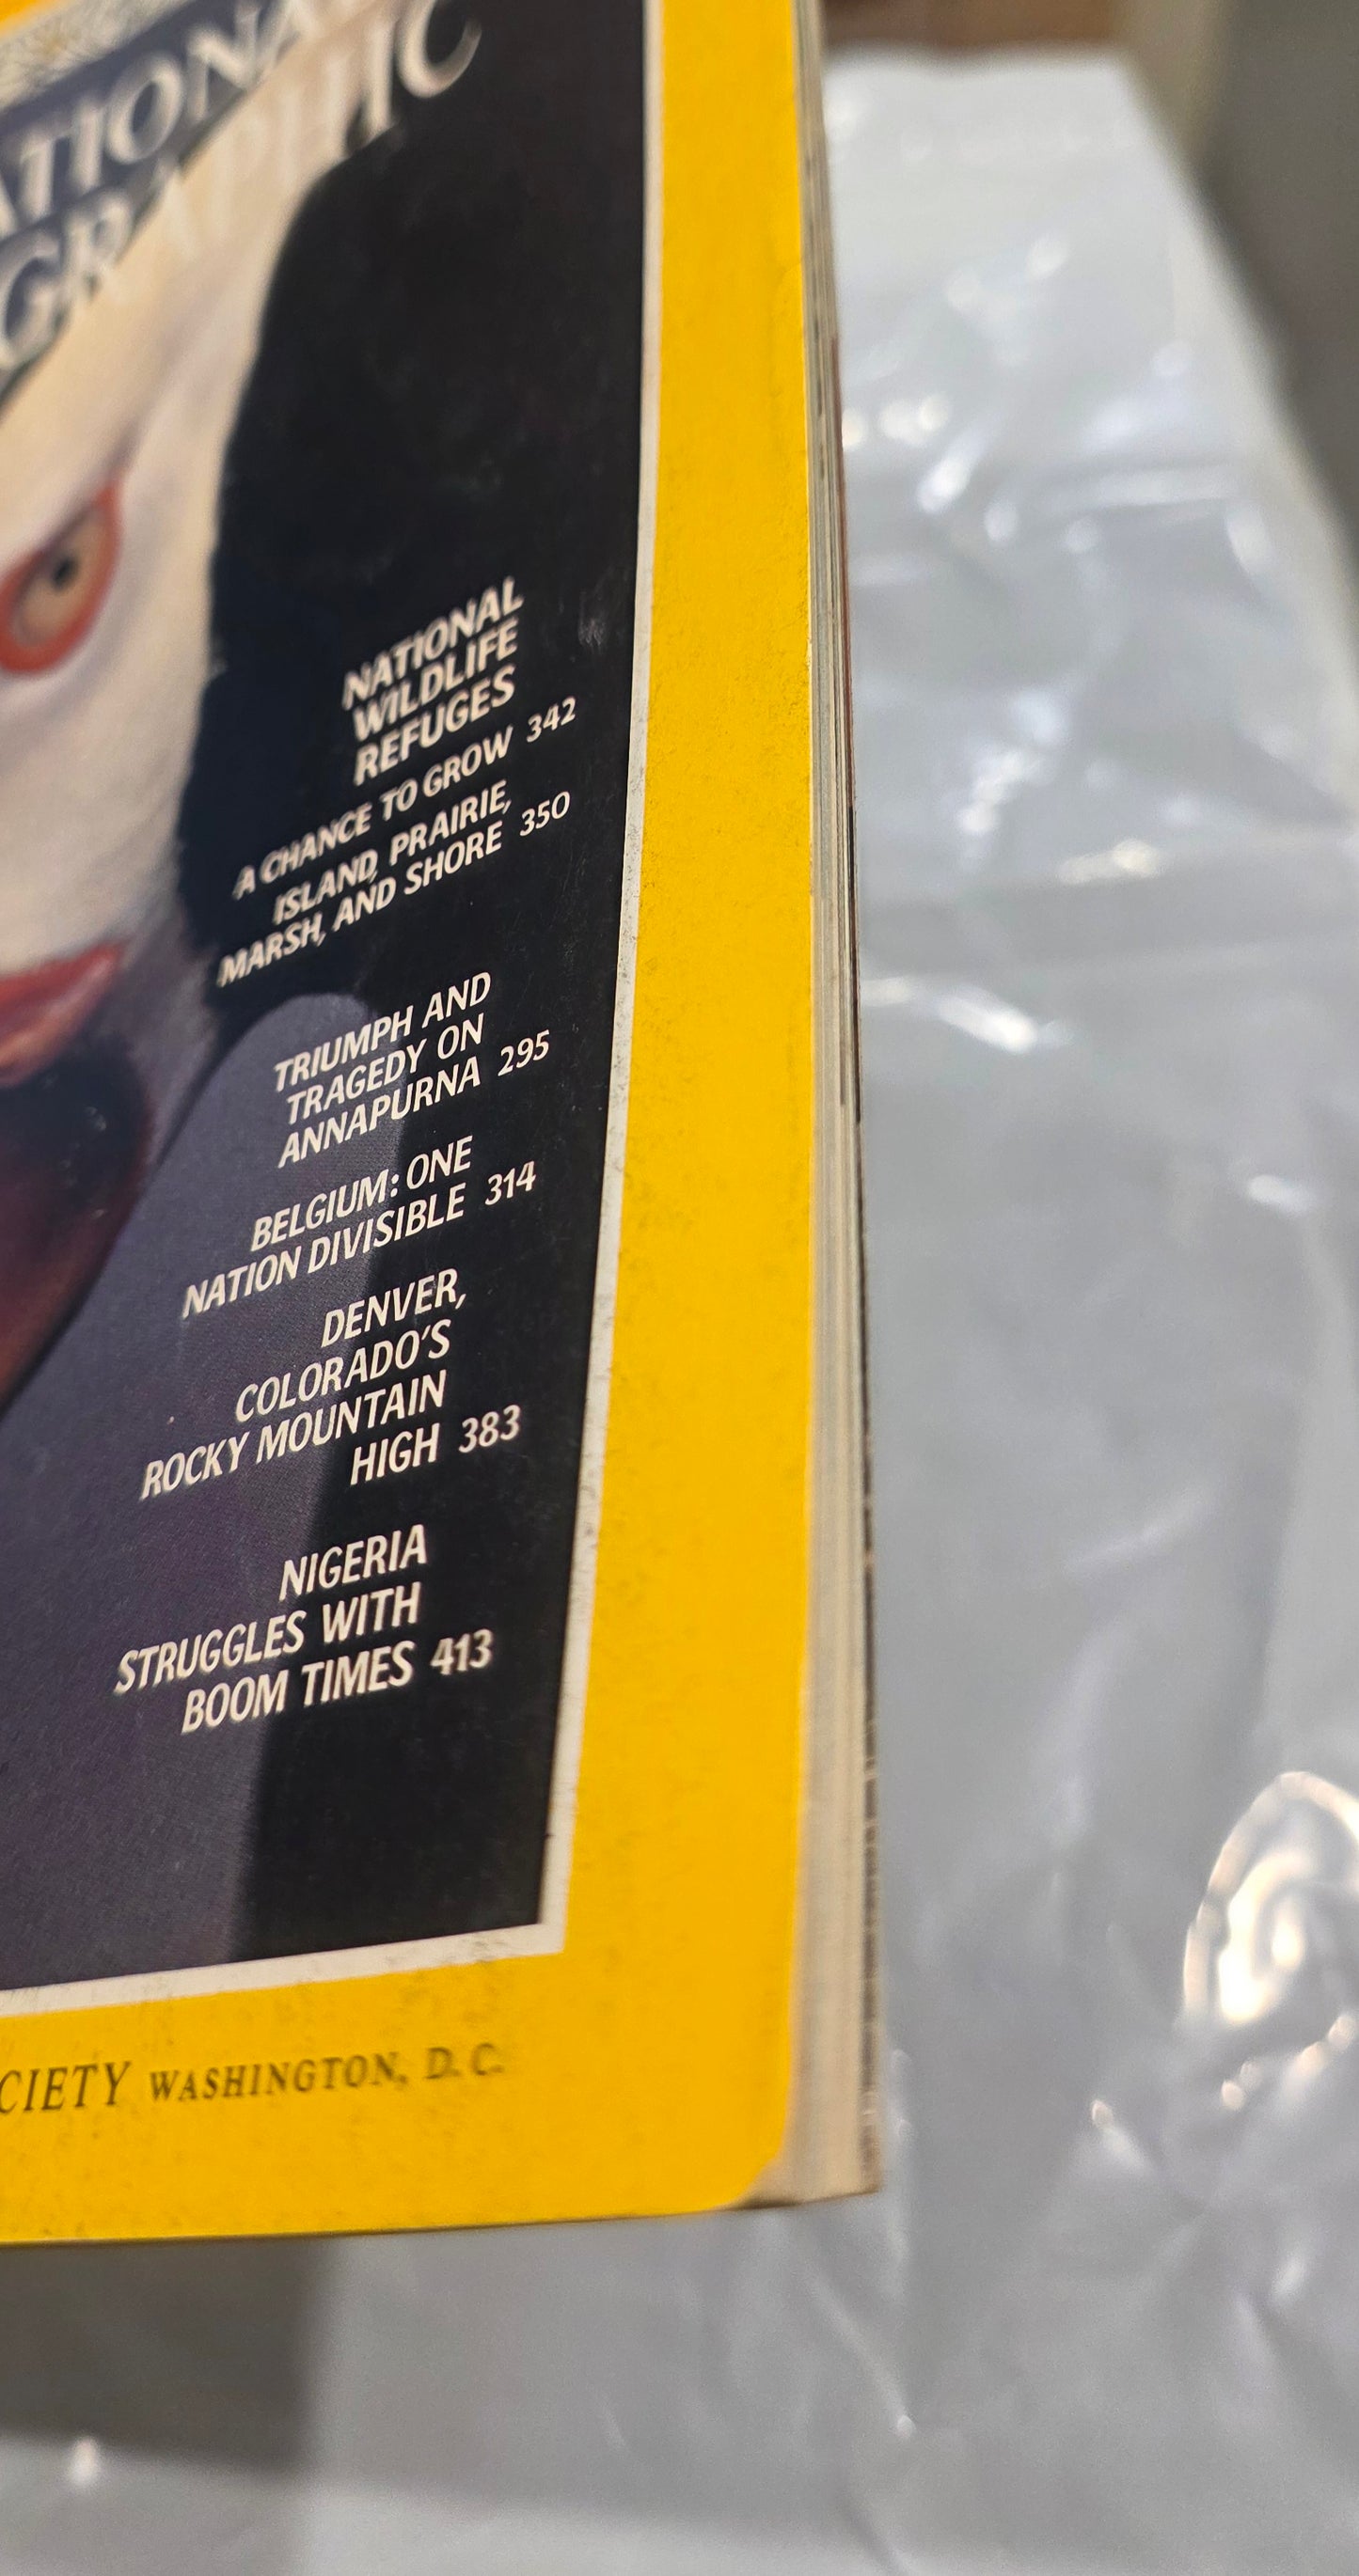 ATIONA
GRAPHIC
NATIONAL
WILDLIFE
REFUGES
A CHANCE TO GROW 342
ISLAND, PRAIRIE,
MARSH, AND SHORE 350
TRIUMPH AND
TRAGEDY ON
ANNAPURNA 295
BELGIUM: ONE
NATION DIVISIBLE 314
DENVER,
COLORADO'S
ROCKY MOUNTAIN
HIGH 383
NIGERIA
STRUGGLES WITH
BOOM TIMES 413
CIETY WASHINGTON, D.C.